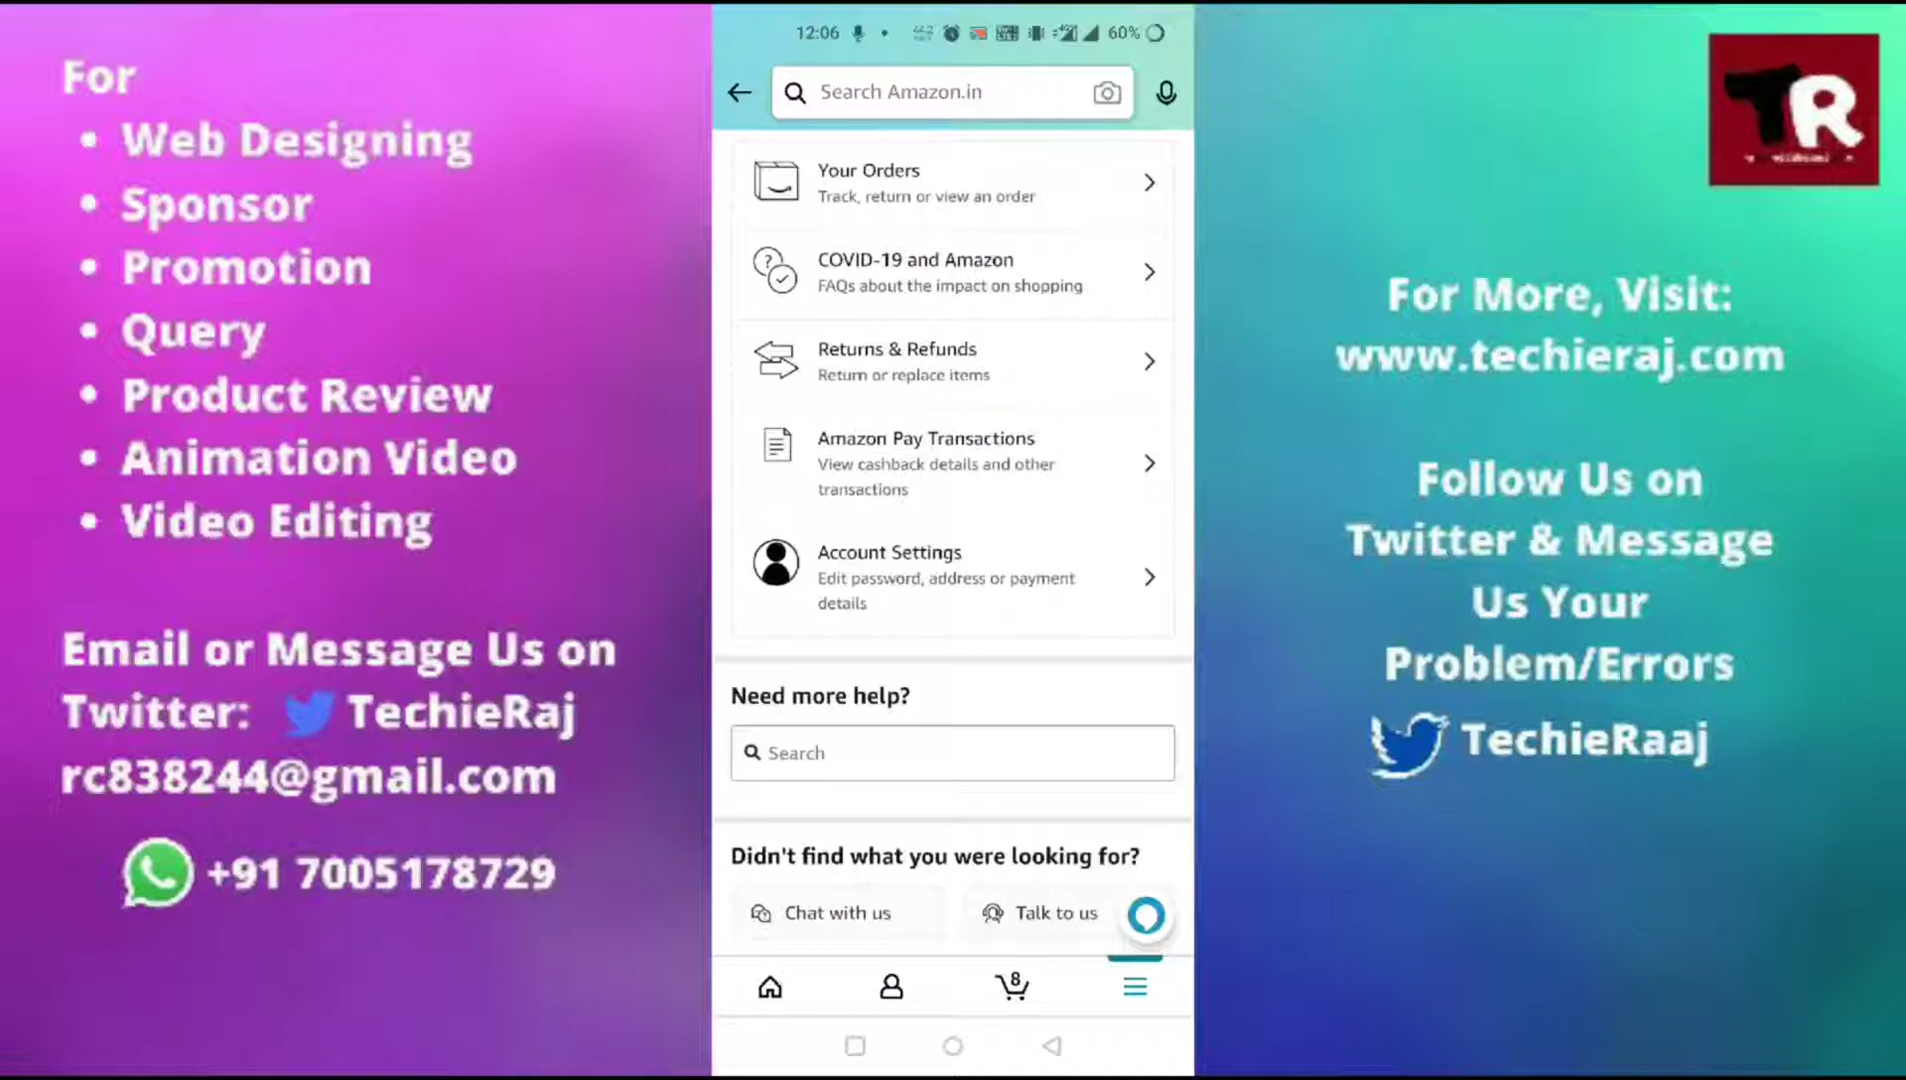 For
• Web Designing
• Sponsor
• Promotion
• Query
• Product Review
• Animation Video
• Video Editing
Email or Message Us on
Twitter: TechieRaj
rc838244@gmail.com
+91 7005178729
12:06
60%
Search Amazon.in
Your Orders
Track, return or view an order
COVID-19 and Amazon
FAQs about the impact on shopping
Returns & Refunds
Return or replace items
Amazon Pay Transactions
View cashback details and other
transactions
Account Settings
Edit password, address or payment
details
Need more help?
Search
Didn't find what you were looking for?
Chat with us
Talk to us
8
TR
For More, Visit:
www.techieraj.com
Follow Us on
Twitter & Message
Us Your
Problem/Errors
TechieRaaj